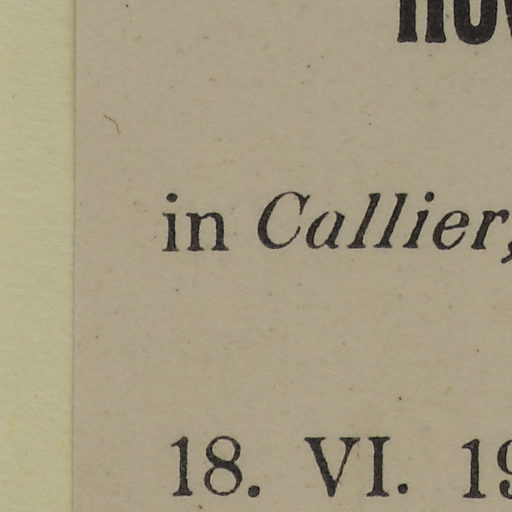 in Callier,
18. VI. 19